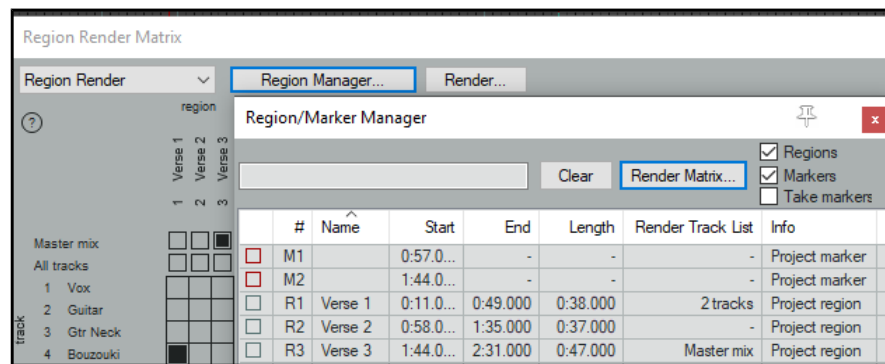 Region Render Matrix
Region Render
Region Manager...
Render...
?
region
Verse 1
Verse 2
Verse 3
1
2
3
Master mix
All tracks
track
1 Vox
2 Guitar
3 Gtr Neck
4 Bouzouki
Region/Marker Manager
x
Clear
Render Matrix...
Regions
Markers
Take markers
# Name Start End Length Render Track List Info
M1 0:57.0... - - - Project marker
M2 1:44.0... - - - Project marker
R1 Verse 1 0:11.0... 0:49.000 0:38.000 2 tracks Project region
R2 Verse 2 0:58.0... 1:35.000 0:37.000 - Project region
R3 Verse 3 1:44.0... 2:31.000 0:47.000 Master mix Project region